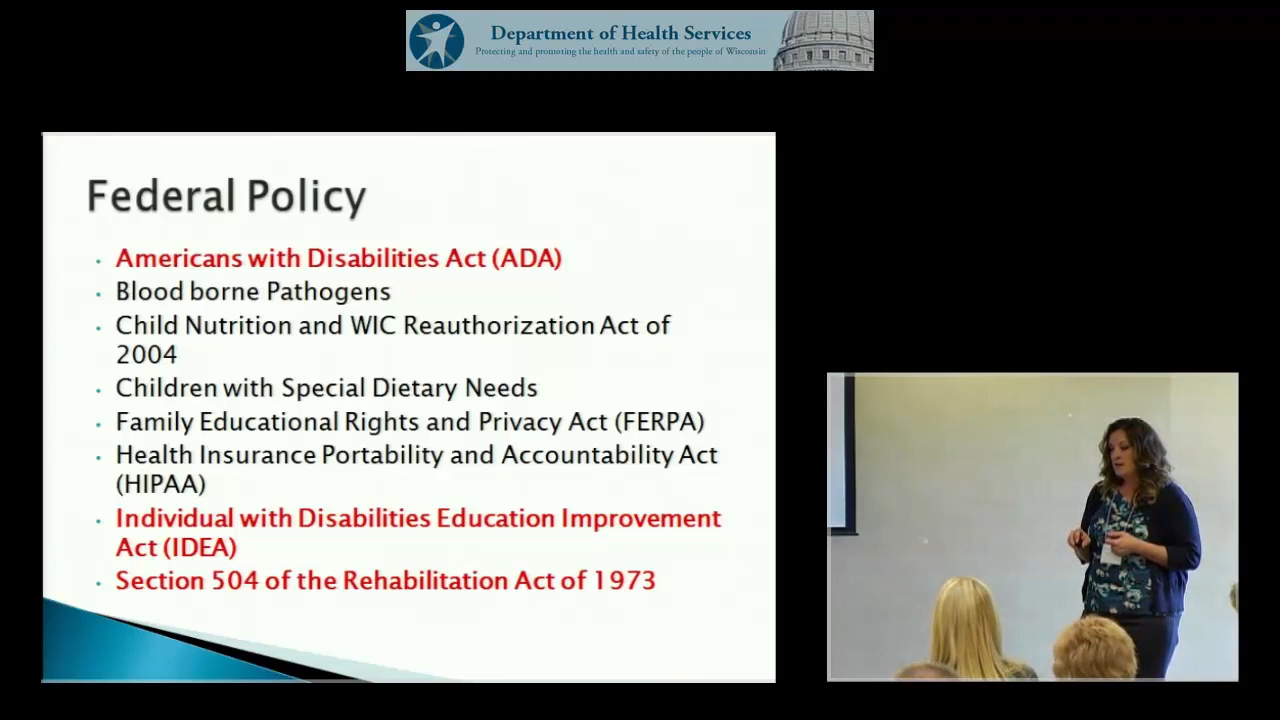 Department of Health Services
Protecting and promoting the health and safety of the people of Wisconsin
Federal Policy
• Americans with Disabilities Act (ADA)
• Blood borne Pathogens
• Child Nutrition and WIC Reauthorization Act of
2004
• Children with Special Dietary Needs
• Family Educational Rights and Privacy Act (FERPA)
• Health Insurance Portability and Accountability Act
(HIPAA)
• Individual with Disabilities Education Improvement
Act (IDEA)
• Section 504 of the Rehabilitation Act of 1973